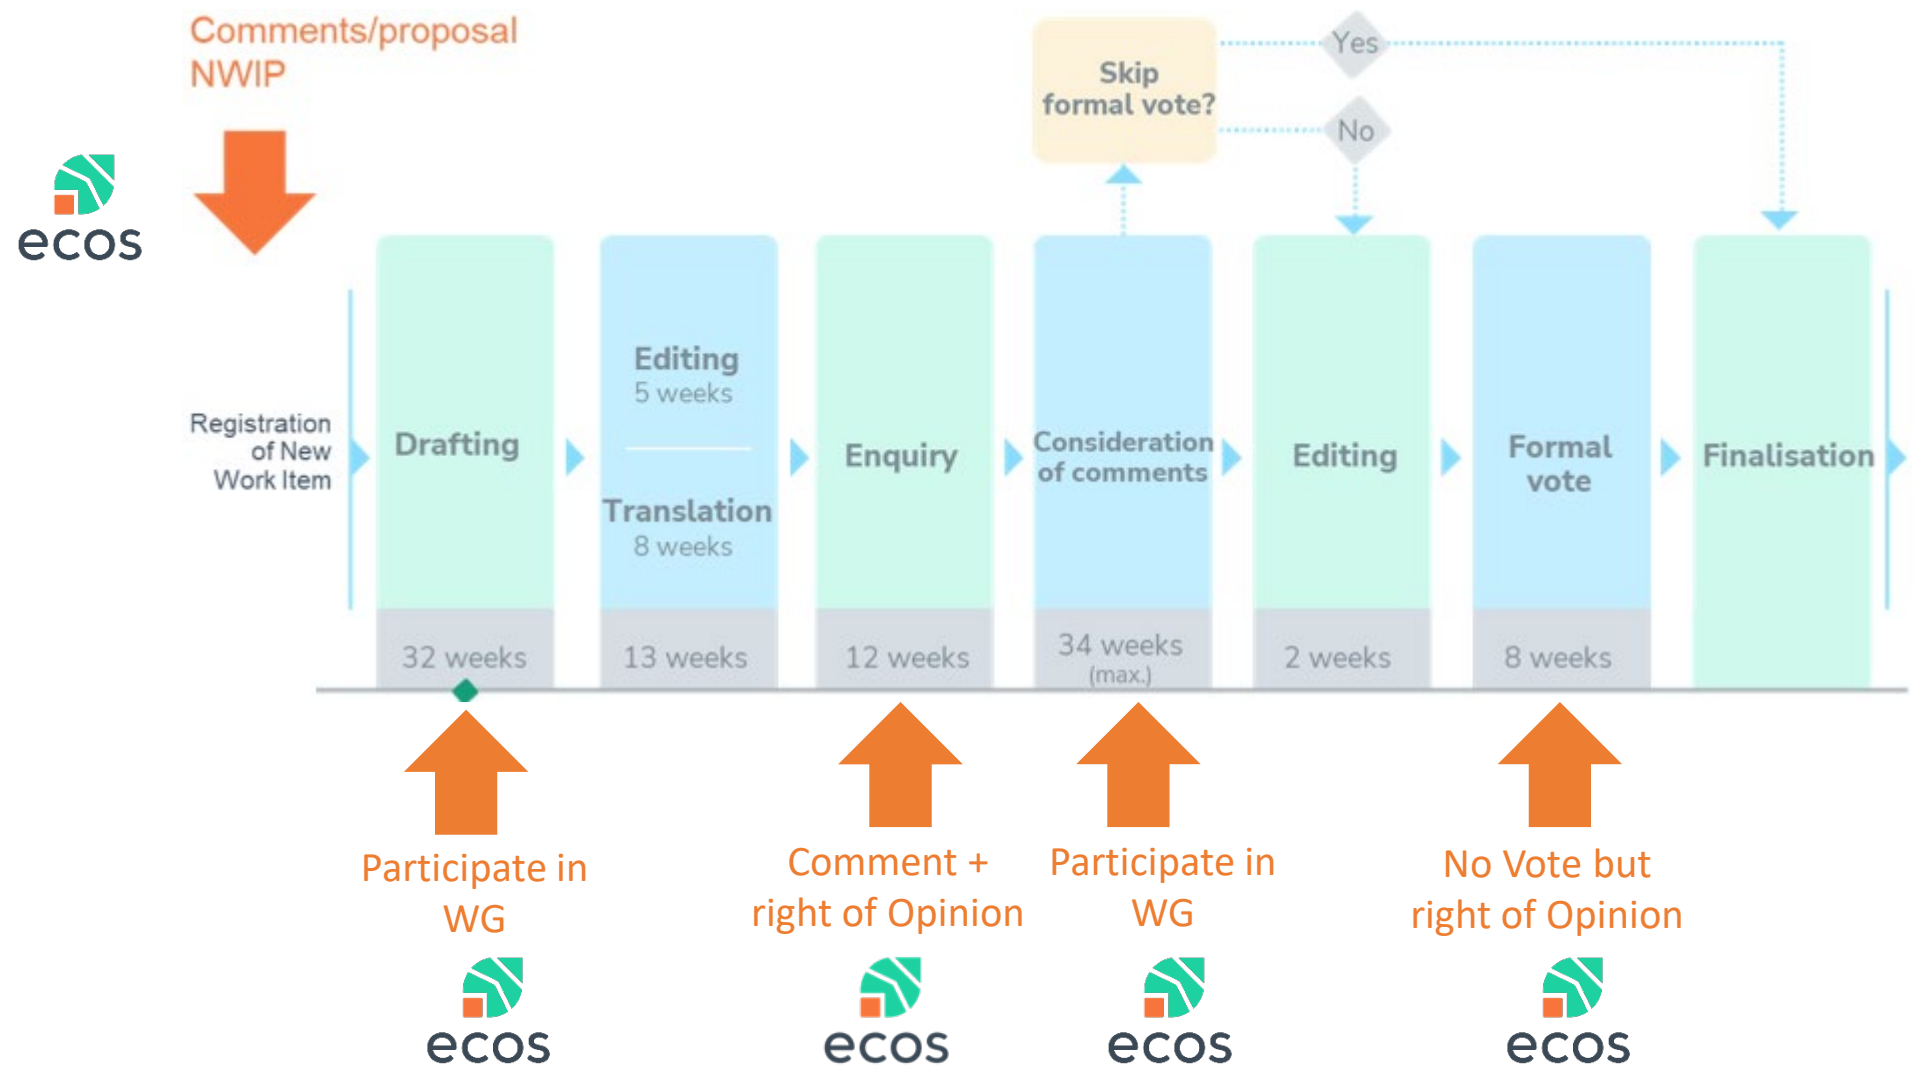 Comments/proposal
NWIP
Skip
formal vote?
Yes
No
ecos
Registration
of New
Work Item
Drafting
32 weeks
Editing
5 weeks
Translation
8 weeks
13 weeks
Enquiry
12 weeks
Consideration
of comments
34 weeks
(max.)
Editing
2 weeks
Formal
vote
8 weeks
Finalisation
Participate in
WG
ecos
Comment +
right of Opinion
ecos
Participate in
WG
ecos
No Vote but
right of Opinion
ecos